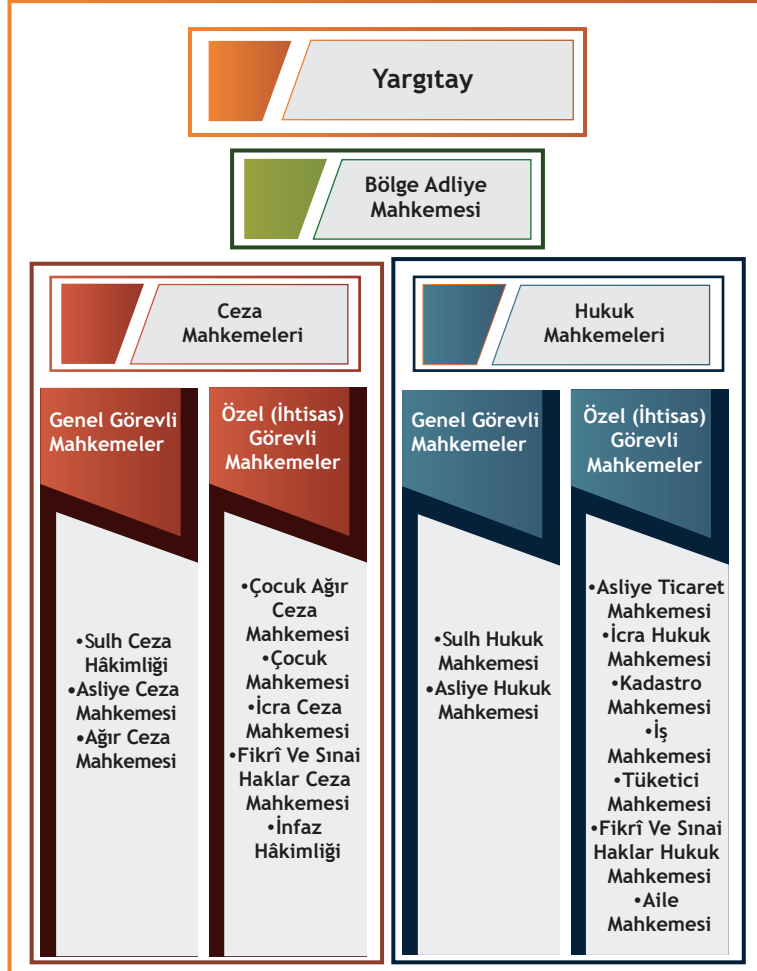 Yargıtay
Bölge Adliye
Mahkemesi
Ceza
Mahkemeleri
Genel Görevli
Mahkemeler
•Sulh Ceza
Hâkimliği
•Asliye Ceza
Mahkemesi
•Ağır Ceza
Mahkemesi
Özel (İhtisas)
Görevli
Mahkemeler
•Çocuk Ağır
Ceza
Mahkemesi
•Çocuk
Mahkemesi
•İcra Ceza
Mahkemesi
•Fikrî Ve Sınai
Haklar Ceza
Mahkemesi
•İnfaz
Hâkimliği
Hukuk
Mahkemeleri
Genel Görevli
Mahkemeler
•Sulh Hukuk
Mahkemesi
•Asliye Hukuk
Mahkemesi
Özel (İhtisas)
Görevli
Mahkemeler
•Asliye Ticaret
Mahkemesi
•İcra Hukuk
Mahkemesi
•Kadastro
Mahkemesi
•İş
Mahkemesi
•Tüketici
Mahkemesi
•Fikrî Ve Sınai
Haklar Hukuk
Mahkemesi
•Aile
Mahkemesi